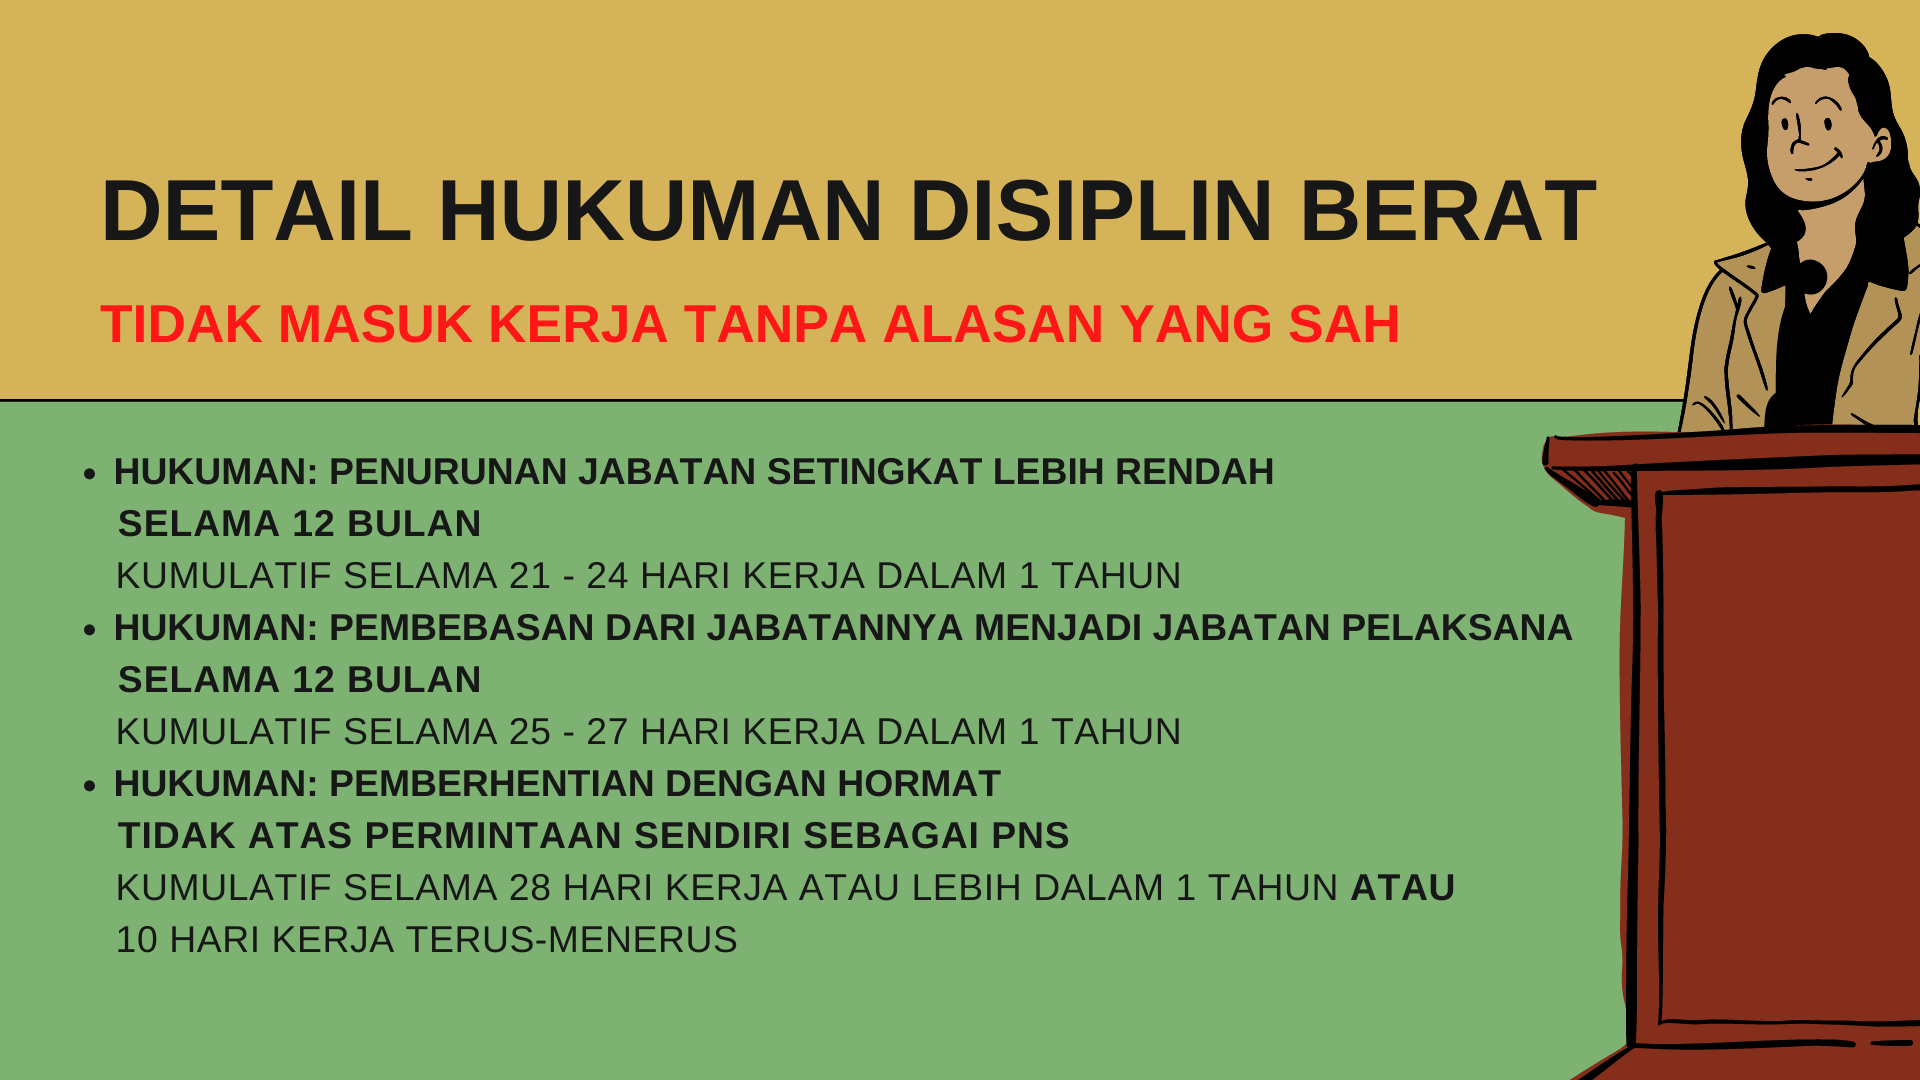 DETAIL HUKUMAN DISIPLIN BERAT
TIDAK MASUK KERJA TANPA ALASAN YANG SAH
• HUKUMAN: PENURUNAN JABATAN SETINGKAT LEBIH RENDAH
SELAMA 12 BULAN
KUMULATIF SELAMA 21 - 24 HARI KERJA DALAM 1 TAHUN
• HUKUMAN: PEMBEBASAN DARI JABATANNYA MENJADI JABATAN PELAKSANA
SELAMA 12 BULAN
KUMULATIF SELAMA 25 - 27 HARI KERJA DALAM 1 TAHUN
• HUKUMAN: PEMBERHENTIAN DENGAN HORMAT
TIDAK ATAS PERMINTAAN SENDIRI SEBAGAI PNS
KUMULATIF SELAMA 28 HARI KERJA ATAU LEBIH DALAM 1 TAHUN ATAU
10 HARI KERJA TERUS-MENERUS